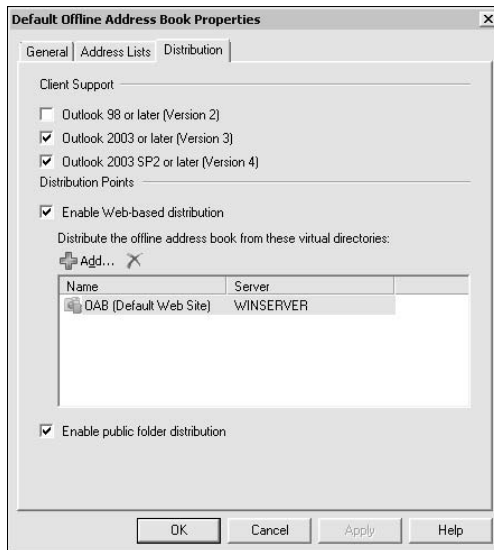 Default Offline Address Book Properties
General Address Lists Distribution
Client Support
Outlook 98 or later (Version 2)
Outlook 2003 or later (Version 3)
Outlook 2003 SP2 or later (Version 4)
Distribution Points
Enable Web-based distribution
Distribute the offline address book from these virtual directories:
Add...
Name Server
OAB (Default Web Site) WINSERVER
Enable public folder distribution
OK Cancel Apply Help